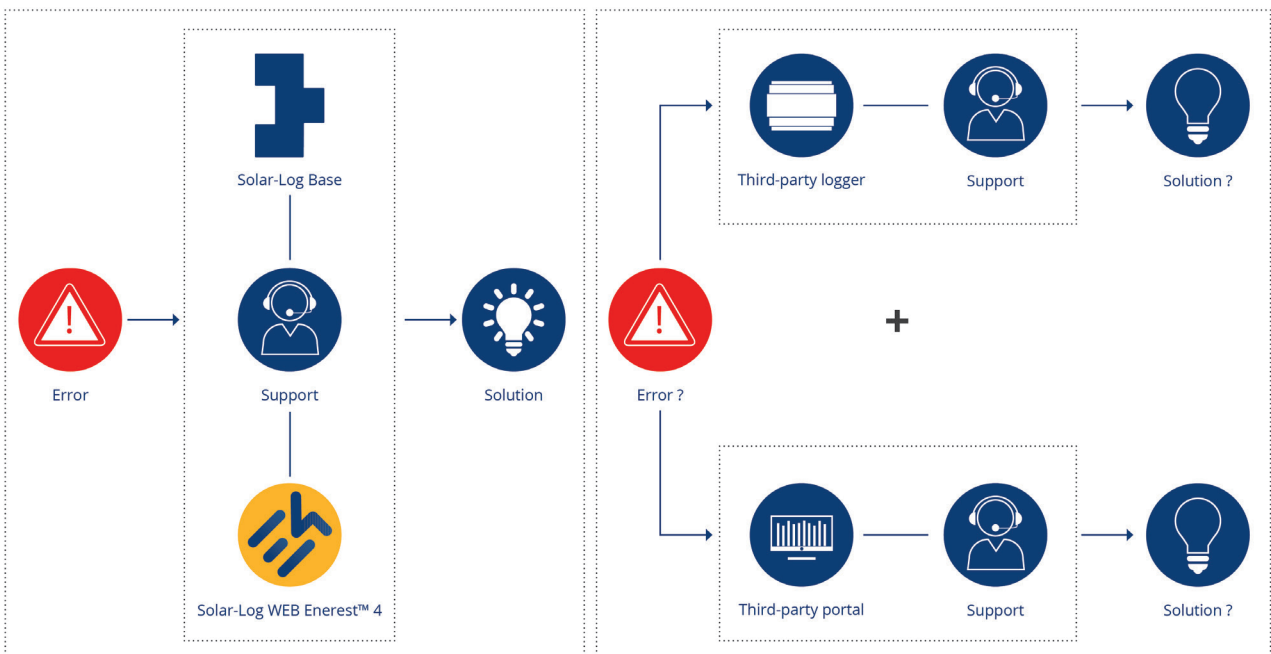 Solar-Log Base
Error
Support
Solution
Solar-Log WEB Enerest™ 4
Third-party logger
Support
Solution ?
Error ?
+
Third-party portal
Support
Solution ?